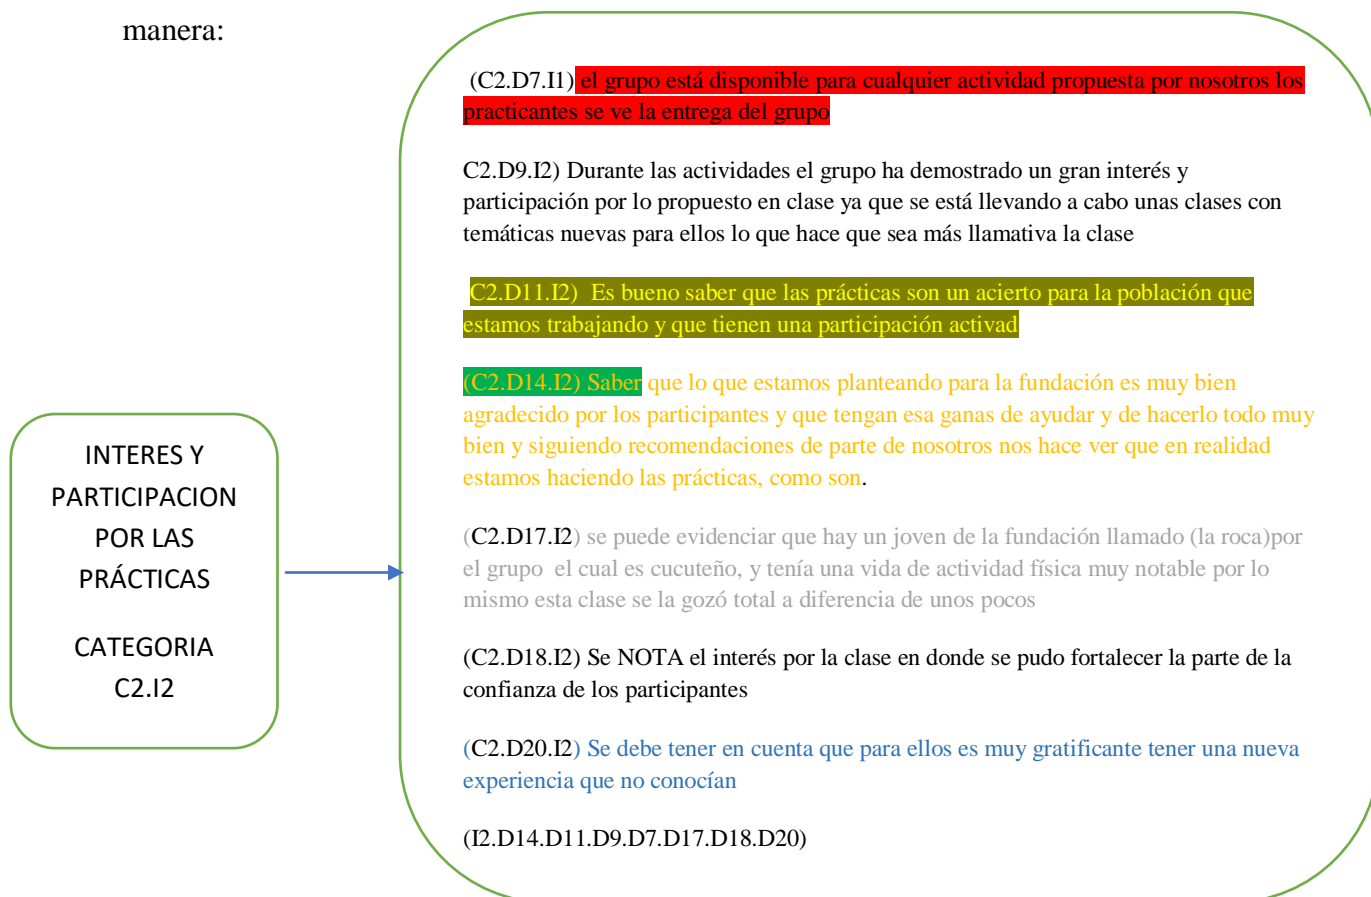 manera:
(C2.D7.I1) el grupo está disponible para cualquier actividad propuesta por nosotros los
practicantes se ve la entrega del grupo
C2.D9.I2) Durante las actividades el grupo ha demostrado un gran interés y
participación por lo propuesto en clase ya que se está llevando a cabo unas clases con
temáticas nuevas para ellos lo que hace que sea más llamativa la clase
C2.D11.I2)  Es bueno saber que las prácticas son un acierto para la población que
estamos trabajando y que tienen una participación activad
(C2.D14.I2) Saber que lo que estamos planteando para la fundación es muy bien
agradecido por los participantes y que tengan esa ganas de ayudar y de hacerlo todo muy
bien y siguiendo recomendaciones de parte de nosotros nos hace ver que en realidad
estamos haciendo las prácticas, como son.
(C2.D17.I2) se puede evidenciar que hay un joven de la fundación llamado (la roca)por
el grupo  el cual es cucuteño, y tenía una vida de actividad física muy notable por lo
mismo esta clase se la gozó total a diferencia de unos pocos
(C2.D18.I2) Se NOTA el interés por la clase en donde se pudo fortalecer la parte de la
confianza de los participantes
(C2.D20.I2) Se debe tener en cuenta que para ellos es muy gratificante tener una nueva
experiencia que no conocían
(I2.D14.D11.D9.D7.D17.D18.D20)
INTERES Y
PARTICIPACION
POR LAS
PRÁCTICAS
CATEGORIA
C2.I2